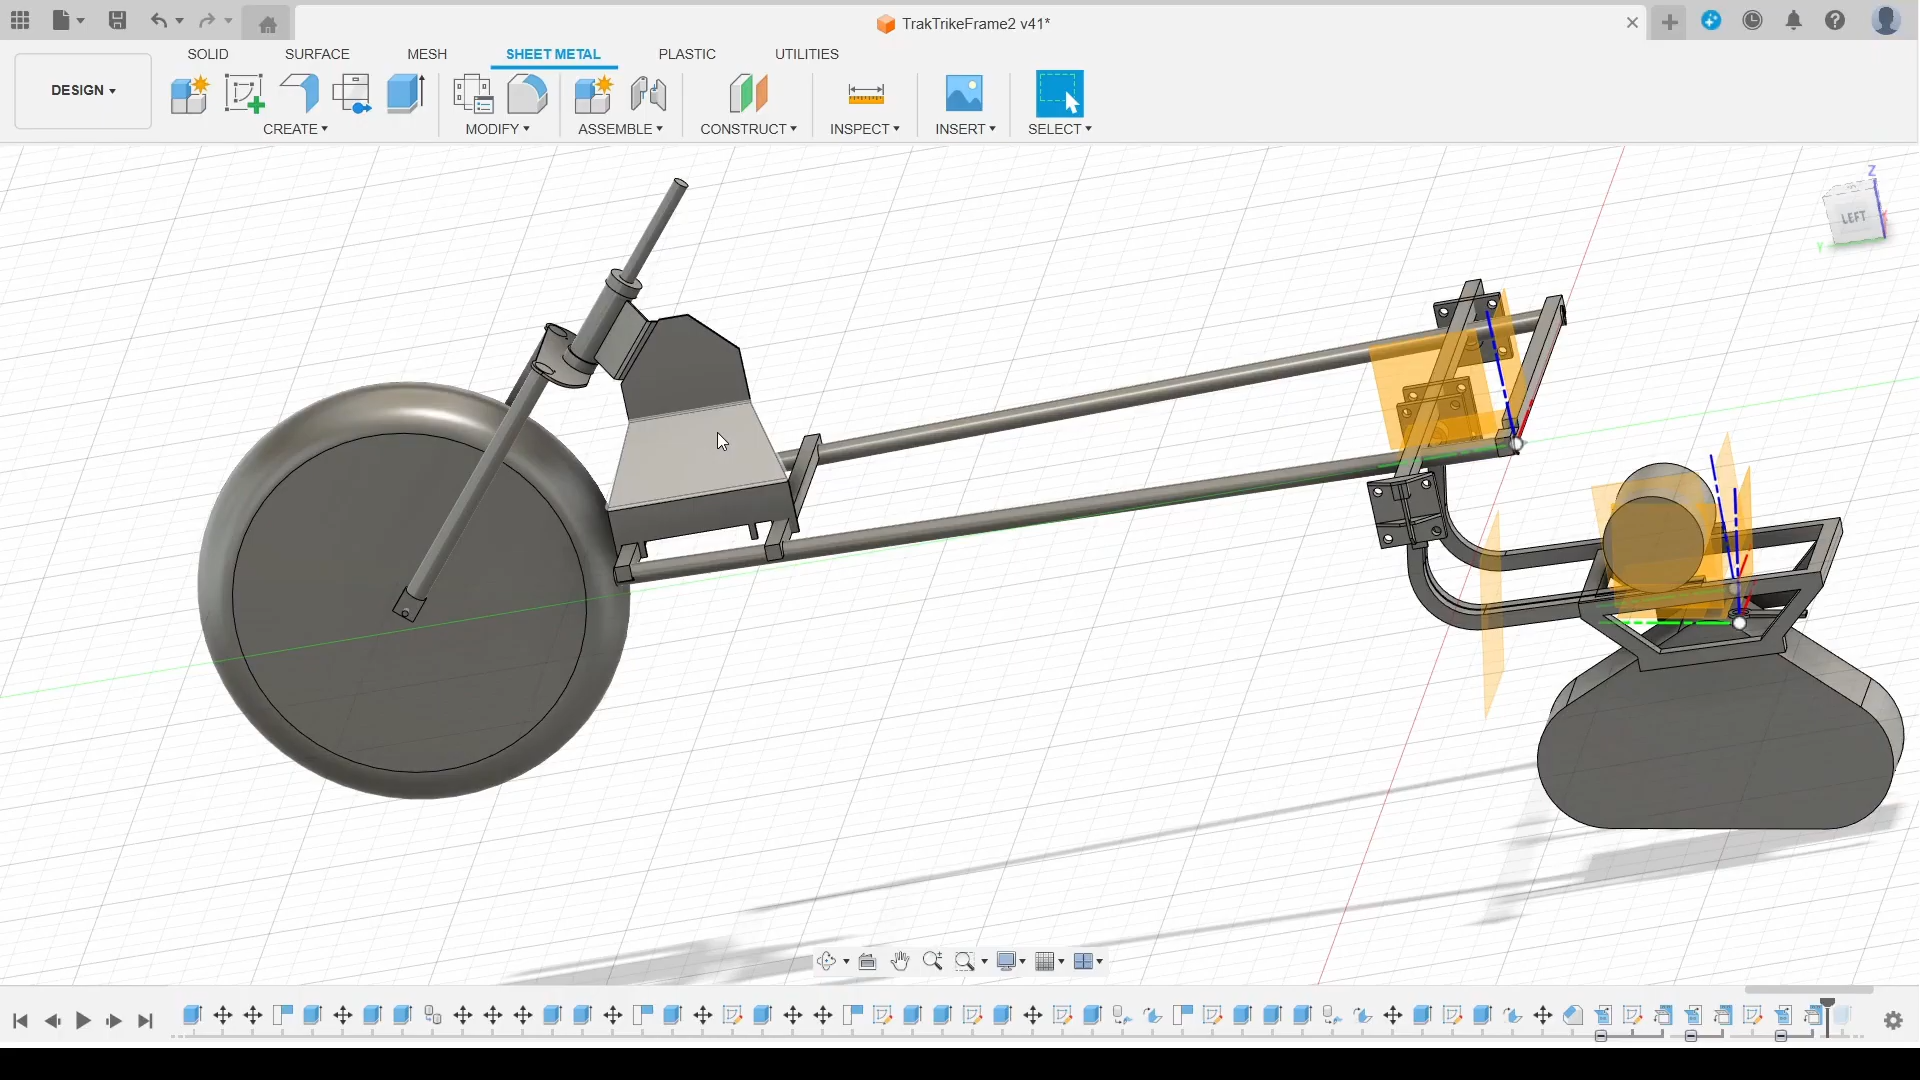 TrakTrikeFrame2 v41*
SOLID SURFACE MESH SHEET METAL PLASTIC UTILITIES
DESIGN
CREATE MODIFY ASSEMBLE CONSTRUCT INSPECT INSERT SELECT
Z
LEFT
Y